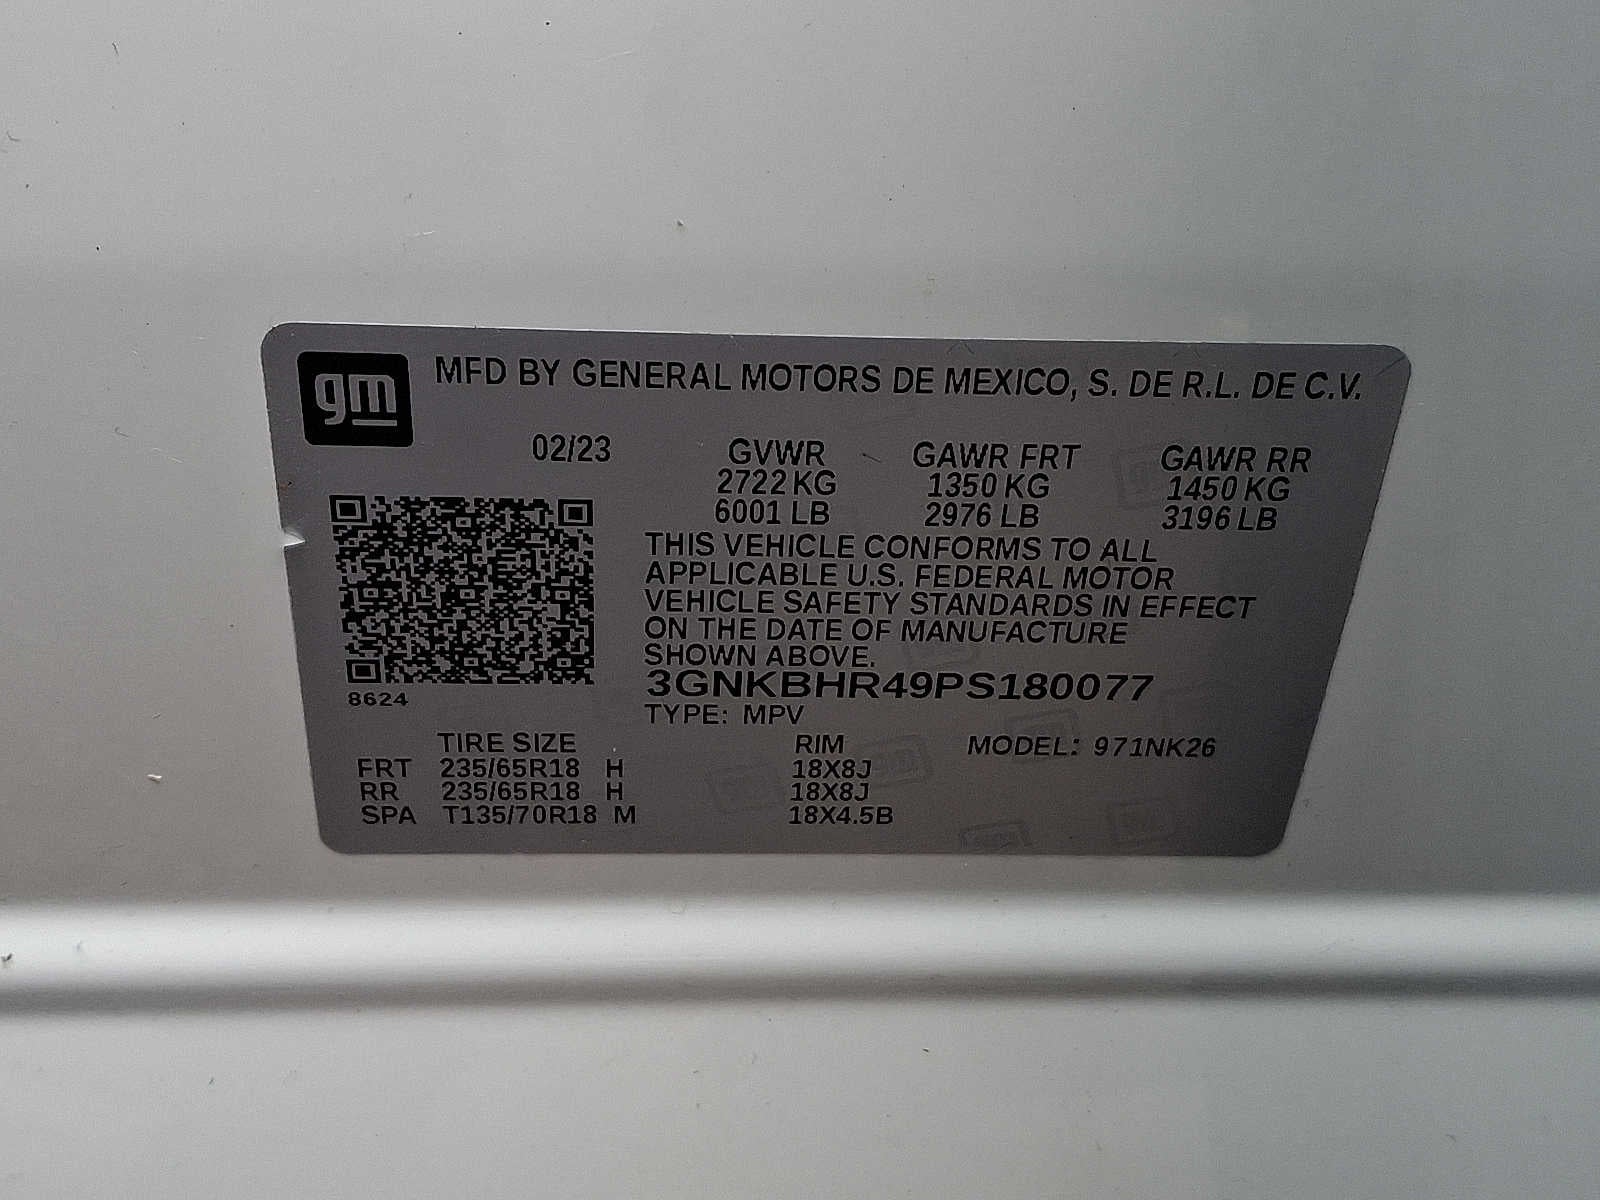 gm
MFD BY GENERAL MOTORS DE MEXICO, S. DE R.L. DE C.V.
02/23 GVWR GAWR FRT GAWR RR
2722 KG 1350 KG 1450 KG
6001 LB 2976 LB 3196 LB
THIS VEHICLE CONFORMS TO ALL
APPLICABLE U.S. FEDERAL MOTOR
VEHICLE SAFETY STANDARDS IN EFFECT
ON THE DATE OF MANUFACTURE
SHOWN ABOVE.
3GNKBHR49PS180077
8624
TYPE: MPV
TIRE SIZE RIM MODEL: 971NK26
FRT 235/65R18 H 18X8J
RR 235/65R18 H 18X8J
SPA T135/70R18 M 18X4.5B